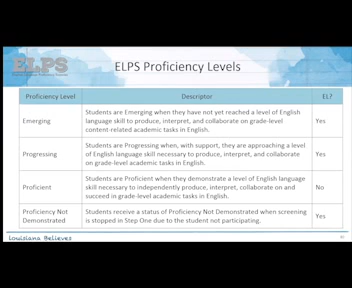 ELPS
ELPS Proficiency Levels
Proficiency Level Descriptor EL?
Emerging
Students are Emerging when they have not yet reached a level of English
language skill to produce, interpret, and collaborate on grade-level
content-related academic tasks in English.
Yes
Progressing
Students are Progressing when, with support, they are approaching a level
of English language skill necessary to produce, interpret, and collaborate
on grade-level academic tasks in English.
Yes
Proficient
Students are Proficient when they demonstrate a level of English language
skill necessary to independently produce, interpret, collaborate on and
succeed in grade-level academic tasks in English.
No
Proficiency Not
Demonstrated
Students receive a status of Proficiency Not Demonstrated when screening
is stopped in Step One due to the student not participating.
Yes
Louisiana Believes